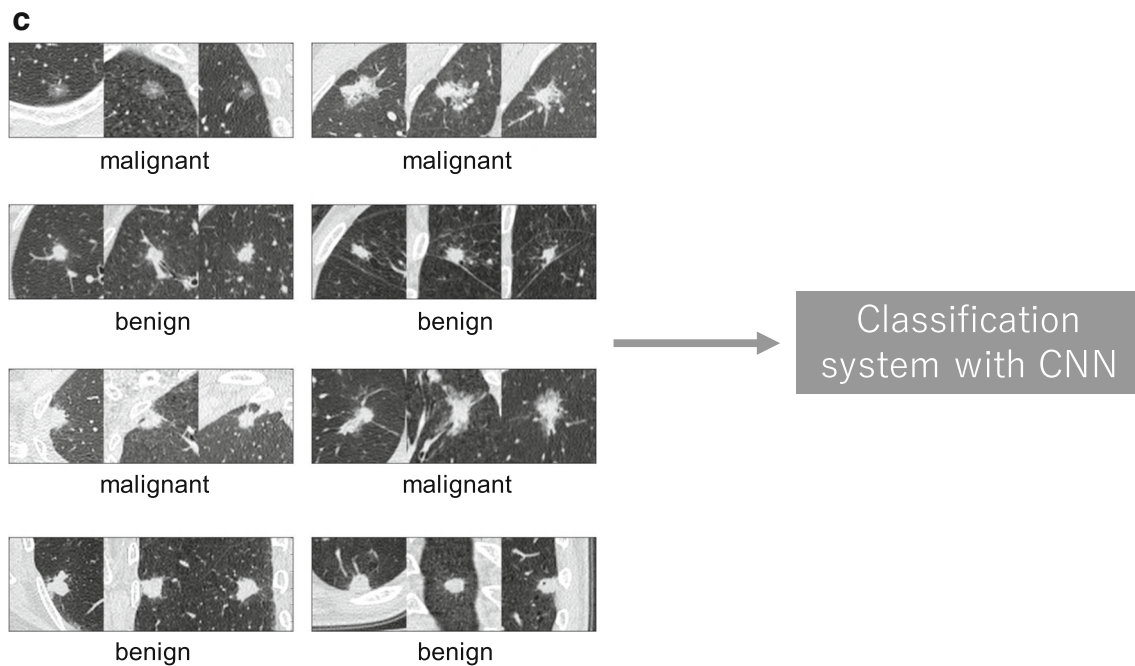 c
malignant
malignant
benign
benign
malignant
malignant
benign
benign
Classification
system with CNN